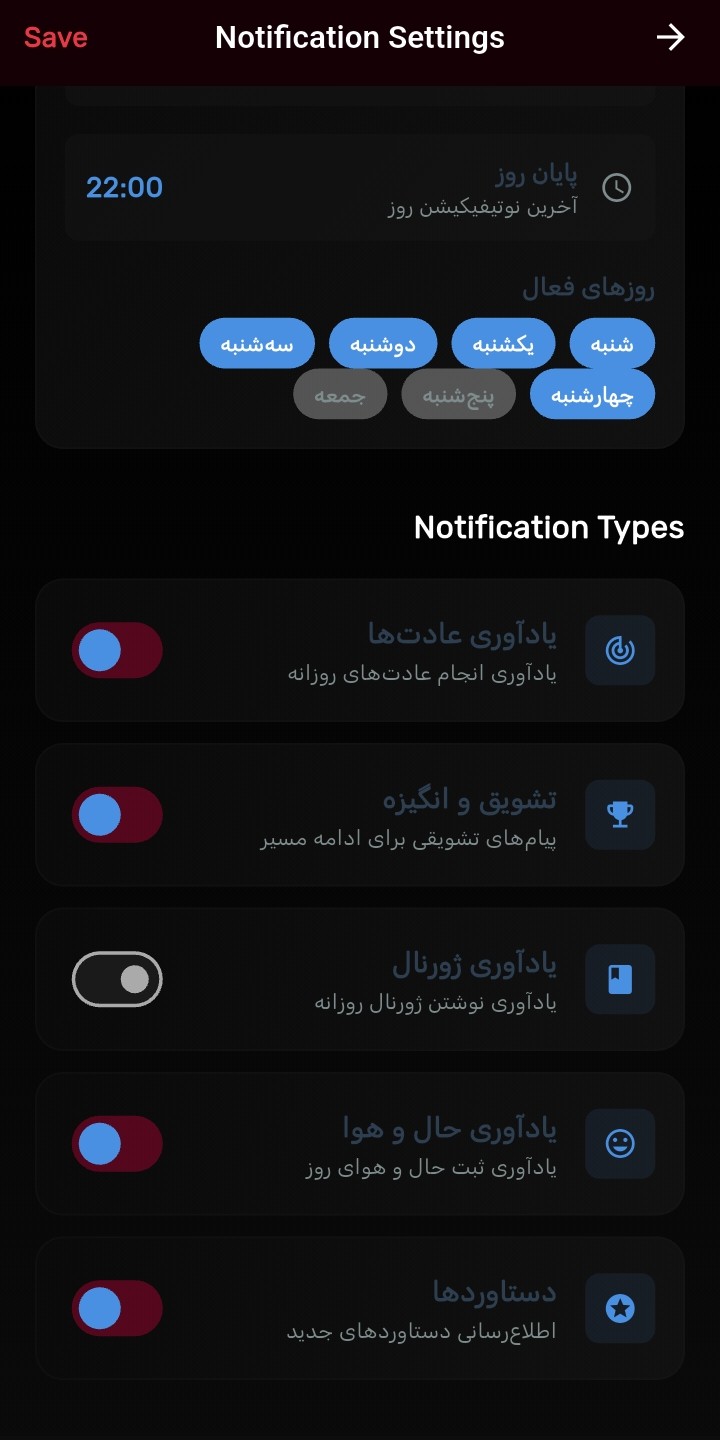 Save
Notification Settings
پایان روز
آخرین نوتیفیکیشن روز
22:00
روزهای فعال
شنبه یکشنبه دوشنبه سه‌شنبه
چهارشنبه پنج‌شنبه جمعه
Notification Types
یادآوری عادت‌ها
یادآوری انجام عادت‌های روزانه
تشویق و انگیزه
پیام‌های تشویقی برای ادامه مسیر
یادآوری ژورنال
یادآوری نوشتن ژورنال روزانه
یادآوری حال و هوا
یادآوری ثبت حال و هوای روز
دستاوردها
اطلاع‌رسانی دستاوردهای جدید